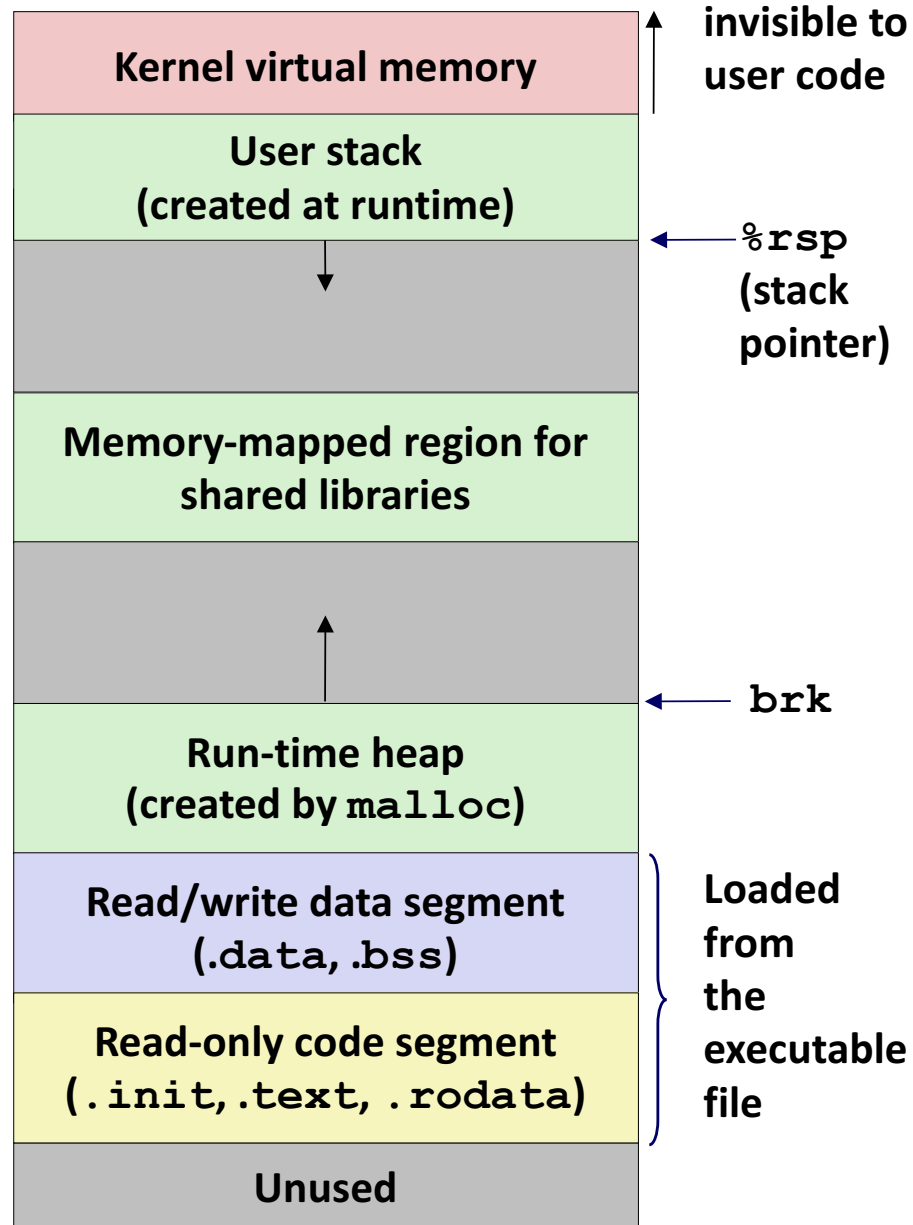 invisible to
user code
Kernel virtual memory
User stack
(created at runtime)
%rsp
(stack
pointer)
Memory-mapped region for
shared libraries
brk
Run-time heap
(created by malloc)
Read/write data segment
(.data, .bss)
Loaded
from
the
executable
file
Read-only code segment
(.init, .text, .rodata)
Unused